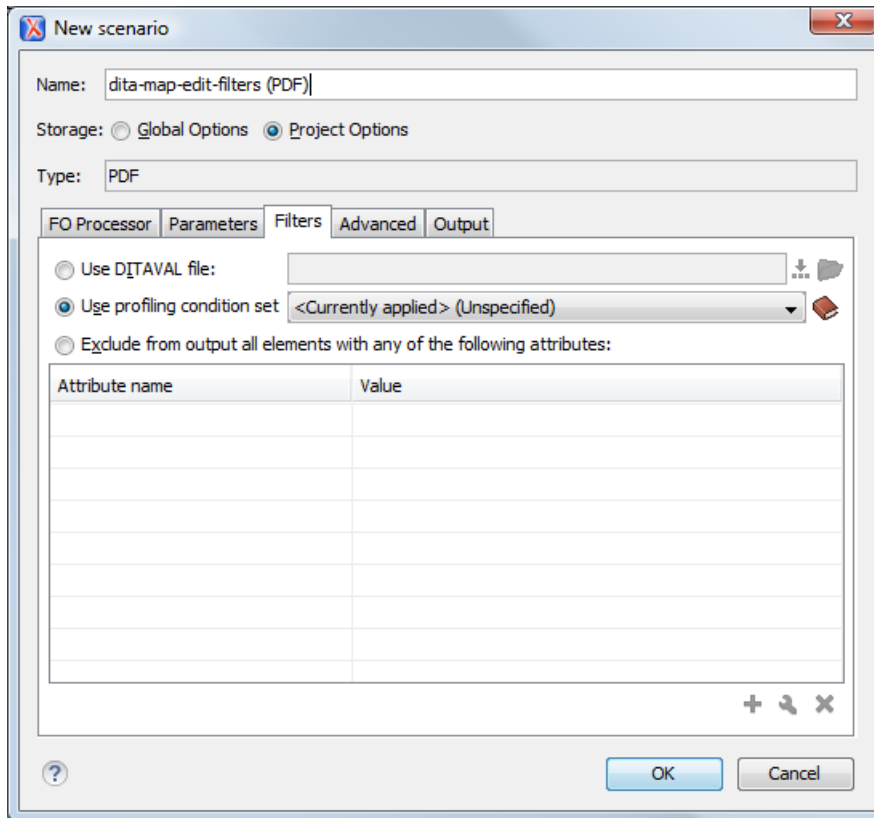 New scenario
Name: dita-map-edit-filters (PDF)
Storage: Global Options Project Options
Type: PDF
FO Processor Parameters Filters Advanced Output
Use DITAVAL file:
Use profiling condition set <Currently applied> (Unspecified)
Exclude from output all elements with any of the following attributes:
Attribute name Value
? OK Cancel